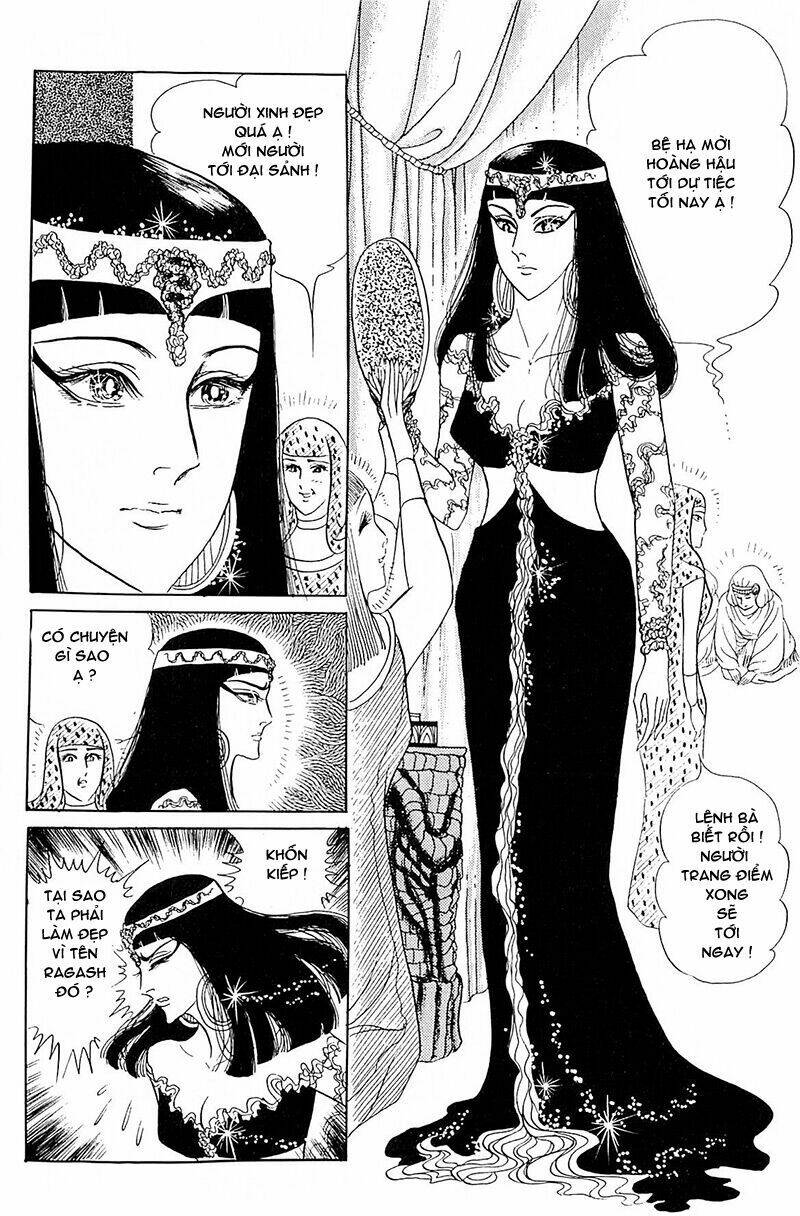 BỆ HẠ MỜI
HOÀNG HẬU
TỚI DỰ TIỆC
TỐI NAY Ạ !
LỆNH BÀ
BIẾT RỒI !
NGƯỜI
TRANG ĐIỂM
XONG
SẼ
TỚI
NGAY !
NGƯỜI XINH ĐẸP
QUÁ Ạ !
MỜI NGƯỜI
TỚI ĐẠI SẢNH !
CÓ CHUYỆN
GÌ SAO
Ạ ?
KHỐN
KIẾP !
TẠI SAO
TA PHẢI
LÀM ĐẸP
VÌ TÊN
RAGASH
ĐÓ ?